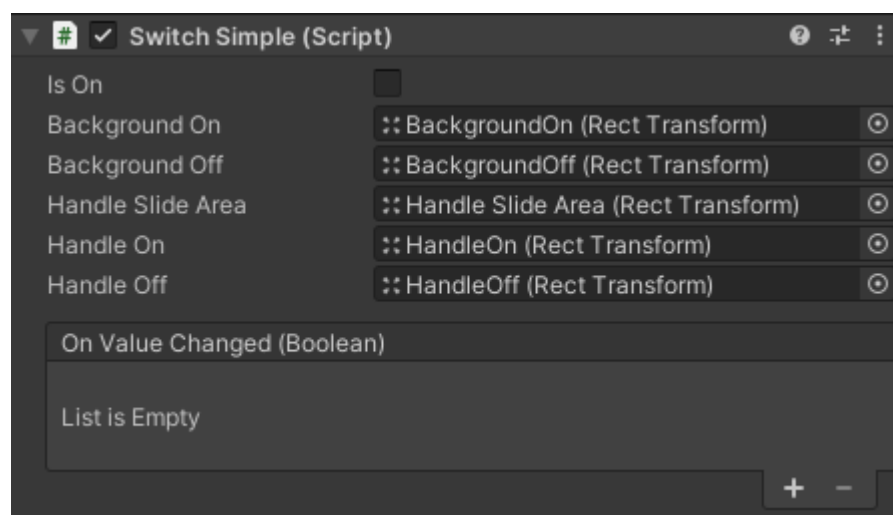 Switch Simple (Script)
Is On
Background On BackgroundOn (Rect Transform)
Background Off BackgroundOff (Rect Transform)
Handle Slide Area Handle Slide Area (Rect Transform)
Handle On HandleOn (Rect Transform)
Handle Off HandleOff (Rect Transform)
On Value Changed (Boolean)
List is Empty